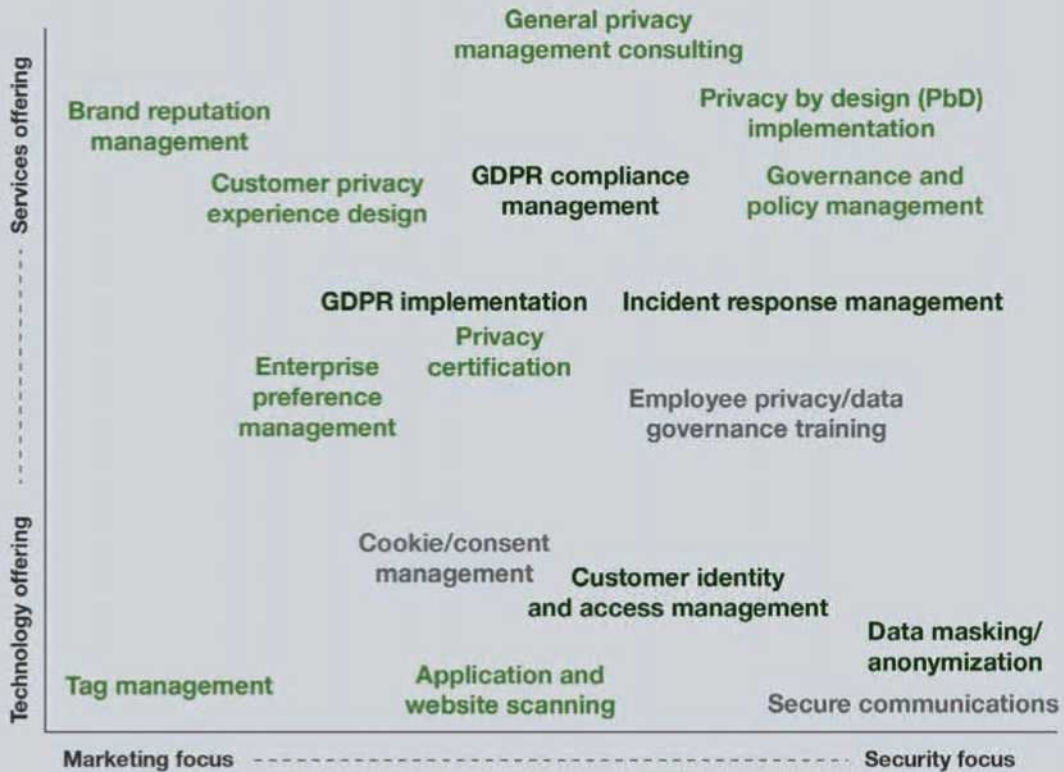 General privacy
management consulting
Brand reputation
management
Privacy by design (PbD)
implementation
Customer privacy
experience design
GDPR compliance
management
Governance and
policy management
GDPR implementation
Incident response management
Privacy
certification
Enterprise
preference
management
Employee privacy/data
governance training
Cookie/consent
management
Customer identity
and access management
Data masking/
anonymization
Tag management
Application and
website scanning
Secure communications
Services offering
Technology offering
Marketing focus
Security focus